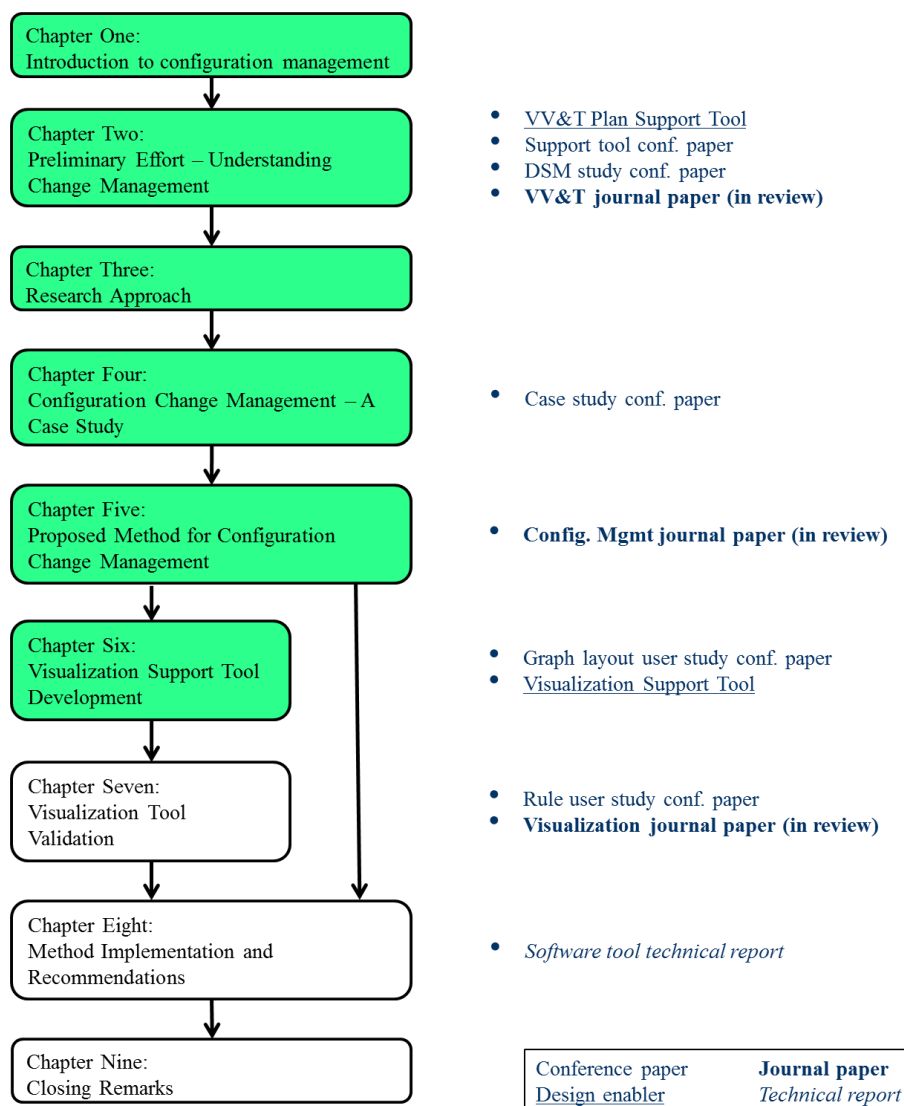 Chapter One:
Introduction to configuration management
Chapter Two:
Preliminary Effort – Understanding
Change Management
• VV&T Plan Support Tool
• Support tool conf. paper
• DSM study conf. paper
• VV&T journal paper (in review)
Chapter Three:
Research Approach
Chapter Four:
Configuration Change Management – A
Case Study
• Case study conf. paper
Chapter Five:
Proposed Method for Configuration
Change Management
• Config. Mgmt journal paper (in review)
Chapter Six:
Visualization Support Tool
Development
• Graph layout user study conf. paper
• Visualization Support Tool
Chapter Seven:
Visualization Tool
Validation
• Rule user study conf. paper
• Visualization journal paper (in review)
Chapter Eight:
Method Implementation and
Recommendations
• Software tool technical report
Chapter Nine:
Closing Remarks
Conference paper Journal paper
Design enabler Technical report